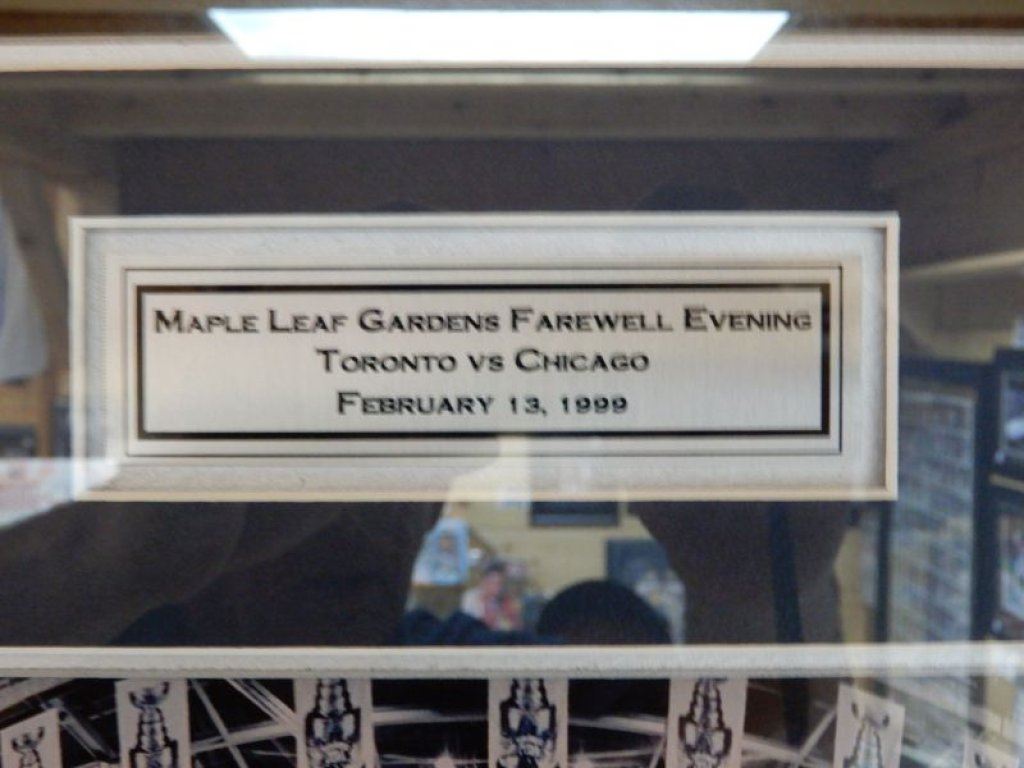 Maple Leaf Gardens Farewell Evening
Toronto vs Chicago
February 13, 1999